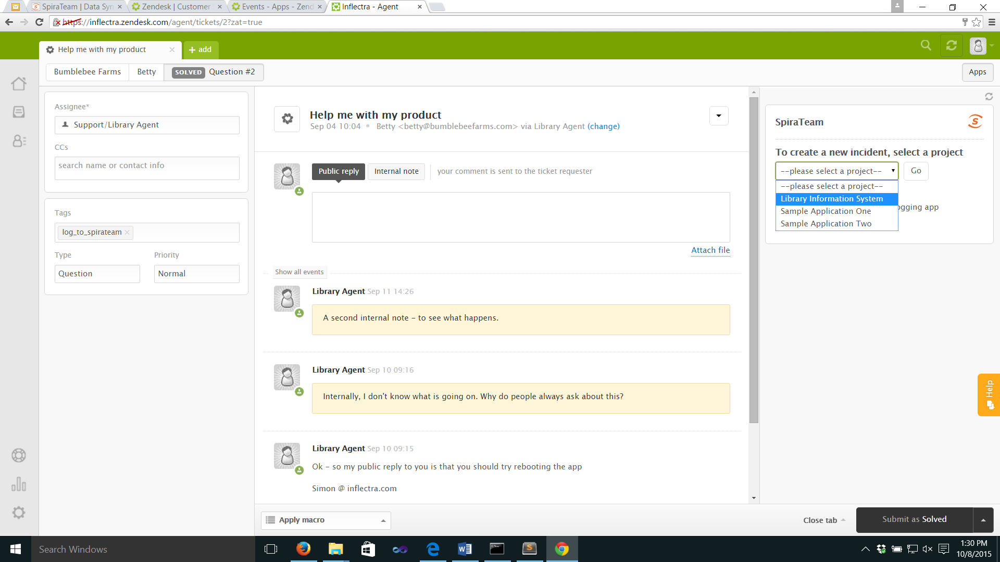 SpiraTeam | Data Syn
Zendesk | Customer
Events - Apps - Zend
Inflectra - Agent
https://inflectra.zendesk.com/agent/tickets/2?zat=true
Help me with my product
+ add
Bumblebee Farms
Betty
SOLVED Question #2
Apps
Assignee*
Support/Library Agent
CCs
search name or contact info
Tags
log_to_spirateam
Type
Priority
Question
Normal
Help me with my product
Sep 04 10:04 Betty <betty@bumblebeefarms.com> via Library Agent (change)
Public reply
Internal note
your comment is sent to the ticket requester
Attach file
Show all events
Library Agent Sep 11 14:26
A second internal note - to see what happens.
Library Agent Sep 10 09:16
Internally, I don't know what is going on. Why do people always ask about this?
Library Agent Sep 10 09:15
Ok - so my public reply to you is that you should try rebooting the app
Simon @ inflectra.com
Apply macro
Close tab
Submit as Solved
SpiraTeam
To create a new incident, select a project
--please select a project--
Go
--please select a project--
Library Information System
Sample Application One
Sample Application Two
ogging app
Help
Search Windows
1:30 PM
10/8/2015